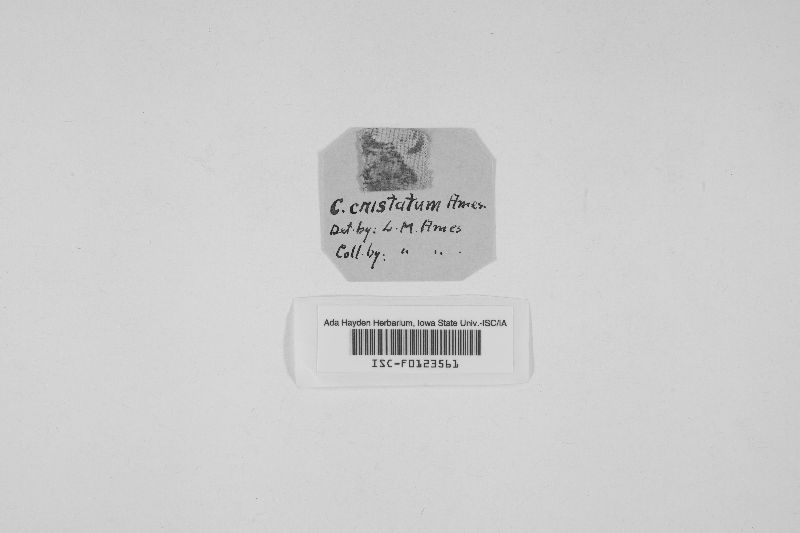 C. cristatum Ames.
Det. by: L. M. Ames
Coll. by: " " .
Ada Hayden Herbarium, Iowa State Univ.-ISC/IA
ISC-F0123561